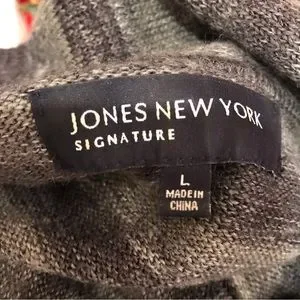 JONES NEW YORK
SIGNATURE
L
MADE IN
CHINA